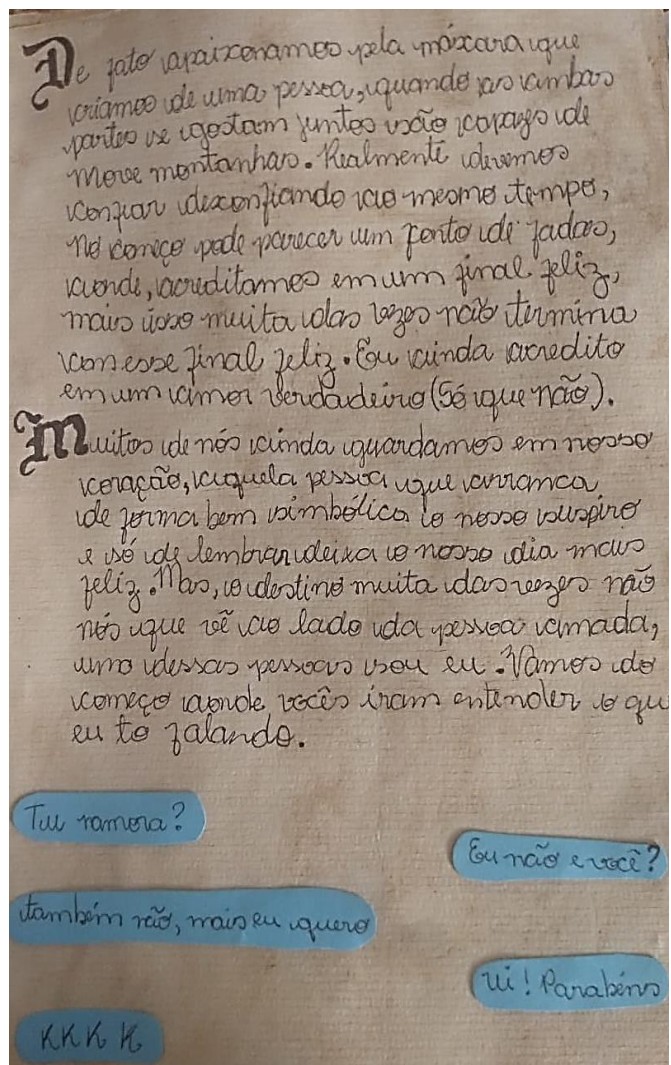 De fato apaixonamos pela máxcara que
criamos de uma pessoa, quando as ambas
partes se gostam juntos são capazes de
move montanhas. Realmente devemos
confiar desconfiando ao mesmo tempo,
no começo pode parecer um conto de fadas,
aonde, acreditamos em um final feliz,
mais isso muita das vezes não termina
con esse final feliz. Eu ainda acredito
em um amor verdadeiro (Só que não).
Muitos de nós ainda guardamos em nosso
coração, aquela pessoa que arranca
de forma bem simbólica o nosso suspiro
e só de lembrar deixa o nosso dia mais
feliz. Mas, o destino muita das vezes não
nós que vê ao lado da pessoa amada,
uma dessas pessoas sou eu. Vamos do
começo aonde vocês iram entender o qu
eu to falando.
Tu namora?
Eu não e você?
também não, mais eu quero
Ui! Parabéns
KKKK